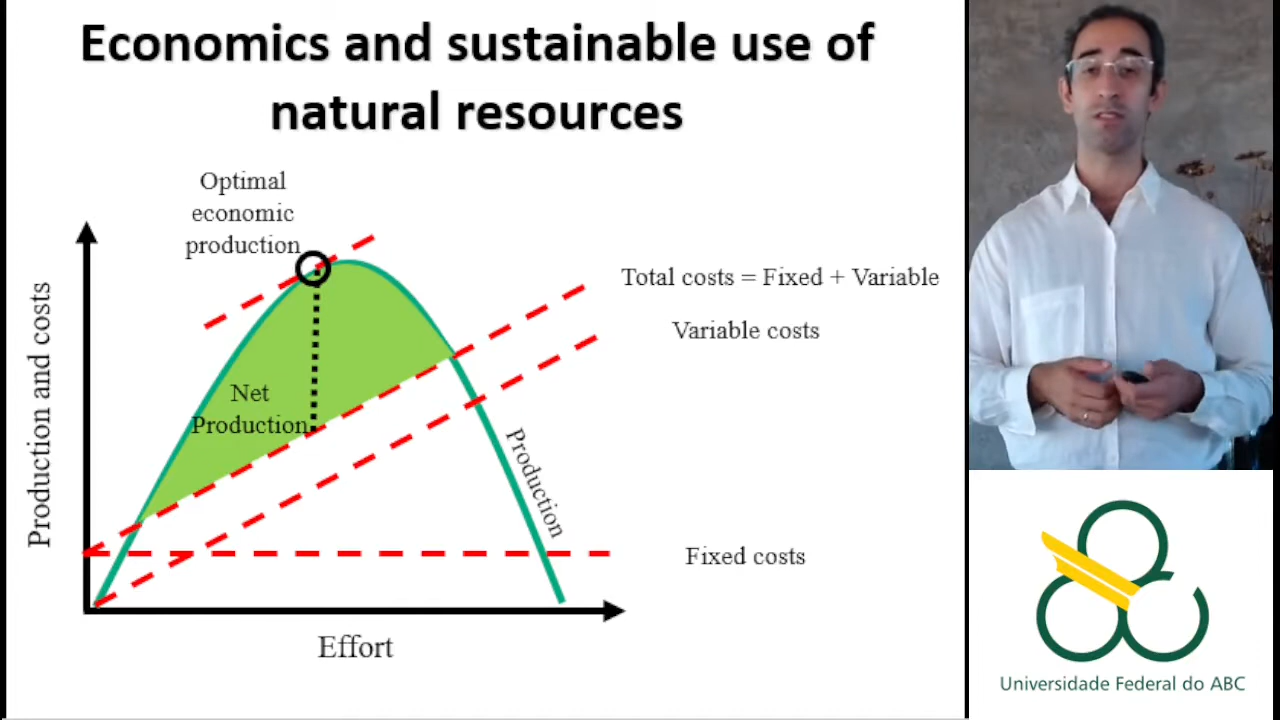 Economics and sustainable use of
natural resources
Optimal
economic
production
Total costs = Fixed + Variable
Variable costs
Net
Production
Production
Fixed costs
Production and costs
Effort
Universidade Federal do ABC